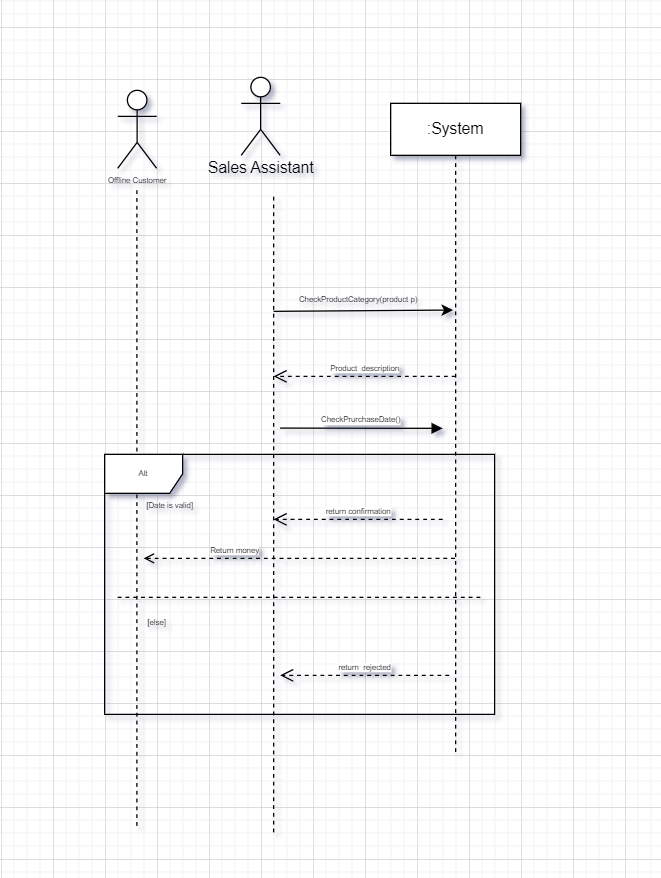 Offline Customer
Sales Assistant
:System
CheckProductCategory(product p)
Product description
CheckPrurchaseDate()
Alt
[Date is valid]
return confirmation
Return money
[else]
return rejected